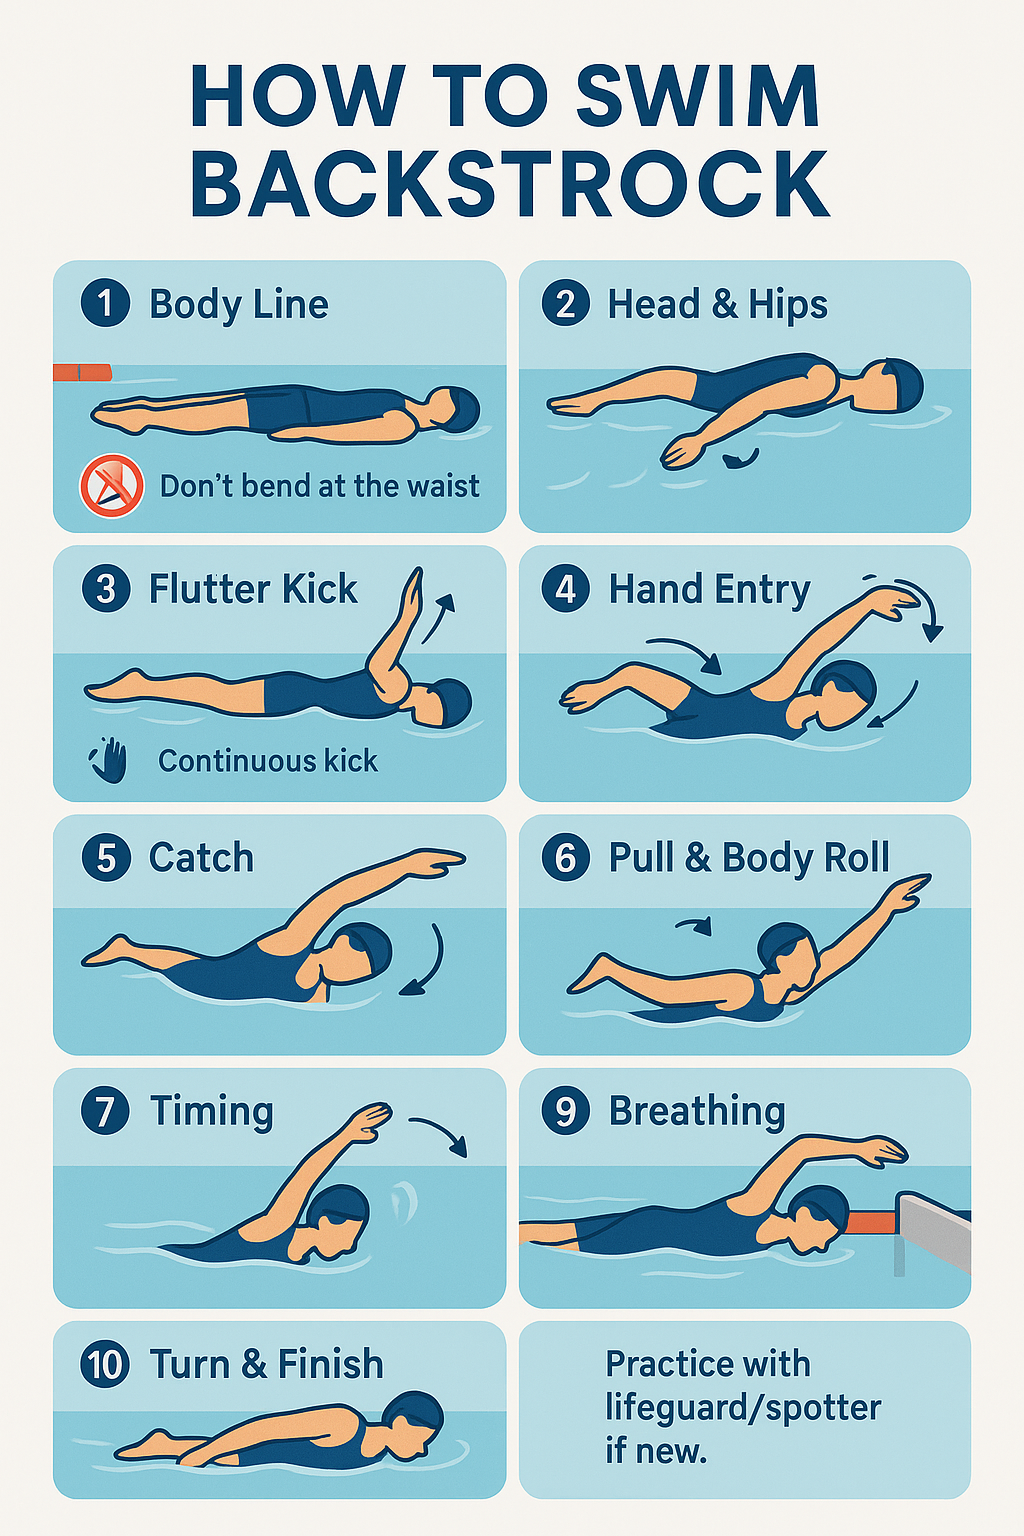 HOW TO SWIM
BACKSTROCK
1 Body Line
Don't bend at the waist
2 Head & Hips
3 Flutter Kick
Continuous kick
4 Hand Entry
5 Catch
6 Pull & Body Roll
7 Timing
9 Breathing
10 Turn & Finish
Practice with
lifeguard/spotter
if new.